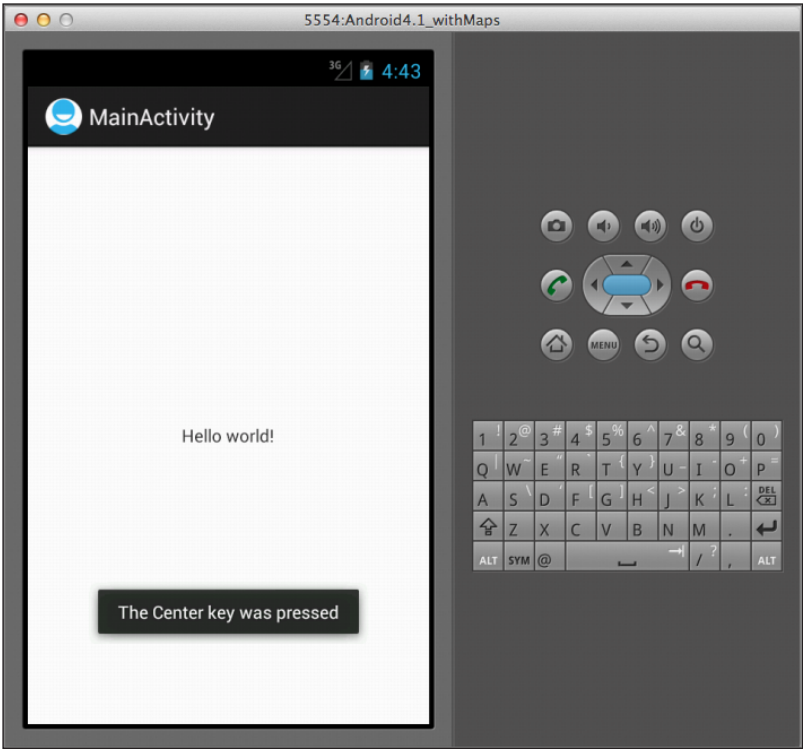 5554:Android4.1_withMaps
3G 4:43
MainActivity
Hello world!
The Center key was pressed
MENU
1 ! 2 @ 3 # 4 $ 5 % 6 ^ 7 & 8 * 9 ( 0 )
Q | W ~ E " R ` T { Y } U _ I - O + P =
A S \ D ' F [ G ] H < J > K ; L : DEL
Z X C V B N M .
ALT SYM @ / ? , ALT